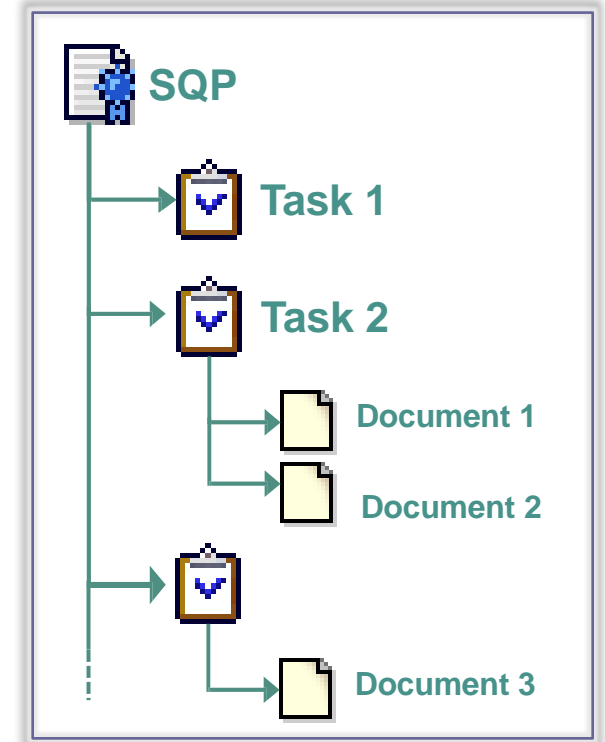 SQP
Task 1
Task 2
Document 1
Document 2
Document 3